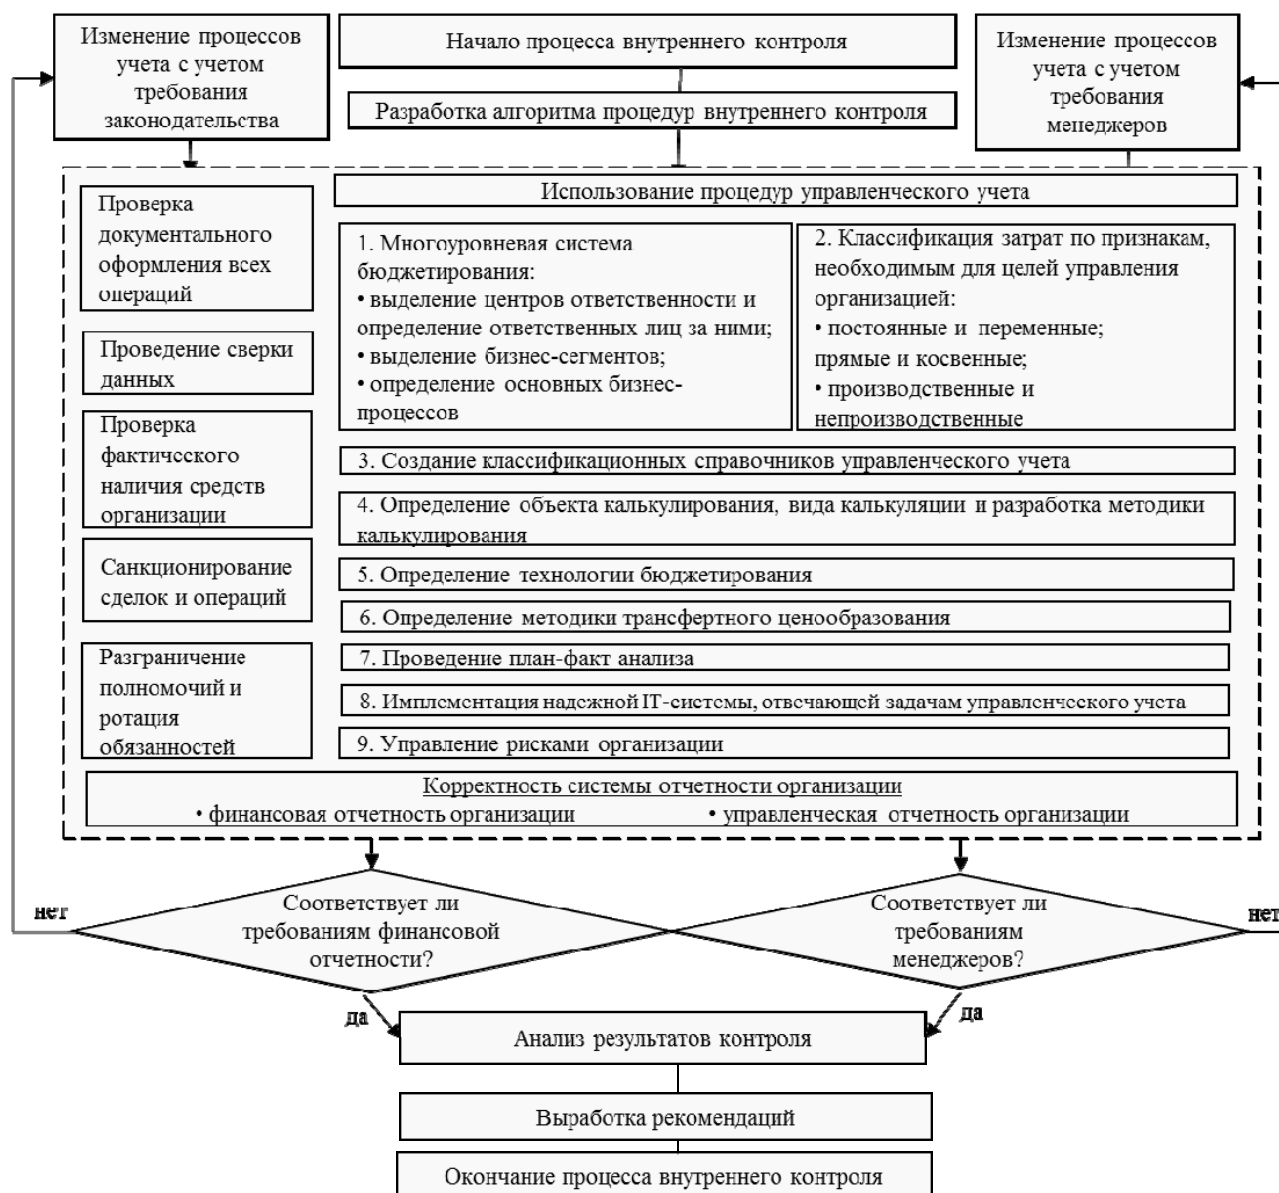 Изменение процессов
учета с учетом
требования
законодательства
Начало процесса внутреннего контроля
Изменение процессов
учета с учетом
требования
менеджеров
Разработка алгоритма процедур внутреннего контроля
Проверка
документального
оформления всех
операций
Проведение сверки
данных
Проверка
фактического
наличия средств
организации
Санкционирование
сделок и операций
Разграничение
полномочий и
ротация
обязанностей
Использование процедур управленческого учета
1. Многоуровневая система
бюджетирования:
• выделение центров ответственности и
определение ответственных лиц за ними;
• выделение бизнес-сегментов;
• определение основных бизнес-
процессов
2. Классификация затрат по признакам,
необходимым для целей управления
организацией:
• постоянные и переменные;
прямые и косвенные;
• производственные и
непроизводственные
3. Создание классификационных справочников управленческого учета
4. Определение объекта калькулирования, вида калькуляции и разработка методики
калькулирования
5. Определение технологии бюджетирования
6. Определение методики трансфертного ценообразования
7. Проведение план-факт анализа
8. Имплементация надежной IT-системы, отвечающей задачам управленческого учета
9. Управление рисками организации
Корректность системы отчетности организации
• финансовая отчетность организации • управленческая отчетность организации
нет
Соответствует ли
требованиям финансовой
отчетности?
Соответствует ли
требованиям
менеджеров?
нет
да
да
Анализ результатов контроля
Выработка рекомендаций
Окончание процесса внутреннего контроля